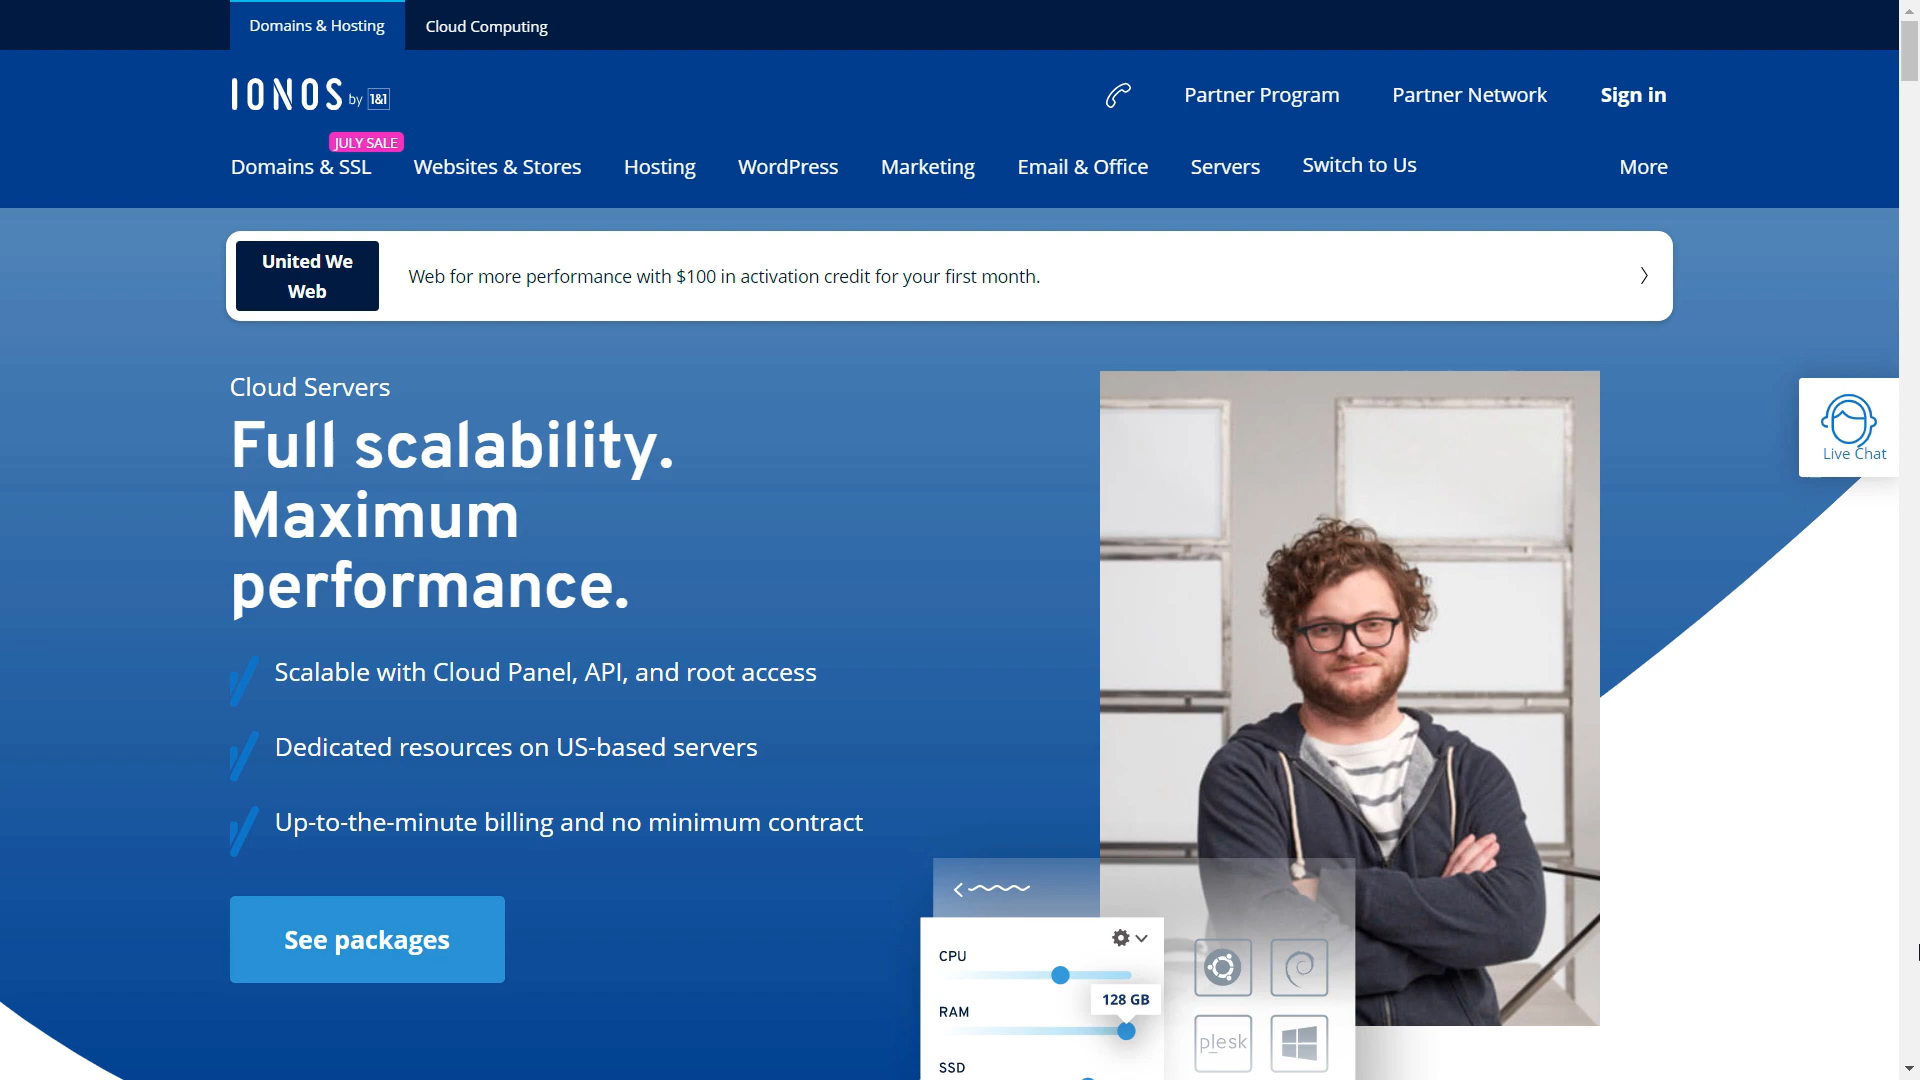 Domains & Hosting
Cloud Computing
IONOS by 1&1
Partner Program
Partner Network
Sign in
JULY SALE
Domains & SSL
Websites & Stores
Hosting
WordPress
Marketing
Email & Office
Servers
Switch to Us
More
United We
Web
Web for more performance with $100 in activation credit for your first month.
Cloud Servers
Full scalability.
Maximum
performance.
Live Chat
Scalable with Cloud Panel, API, and root access
Dedicated resources on US-based servers
Up-to-the-minute billing and no minimum contract
See packages
CPU
128 GB
RAM
plesk
SSD